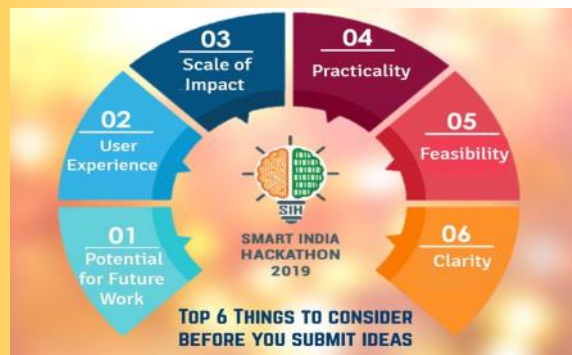 01
Potential
for Future
Work
02
User
Experience
03
Scale of
Impact
04
Practicality
05
Feasibility
06
Clarity
SIH
SMART INDIA
HACKATHON
2019
TOP 6 THINGS TO CONSIDER
BEFORE YOU SUBMIT IDEAS